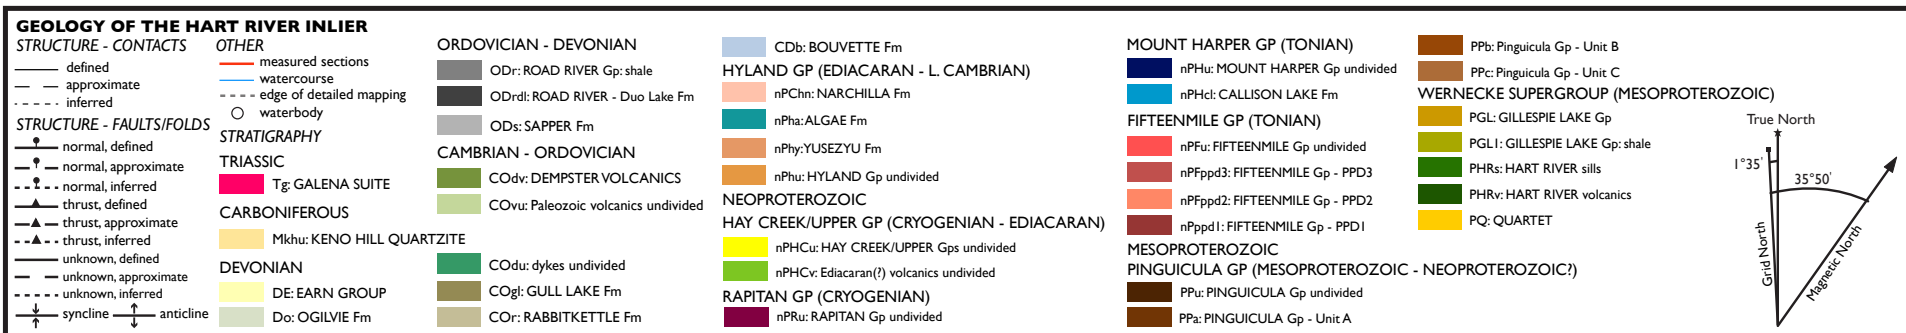 GEOLOGY OF THE HART RIVER INLIER
STRUCTURE - CONTACTS
defined
approximate
inferred
STRUCTURE - FAULTS/FOLDS
normal, defined
normal, approximate
normal, inferred
thrust, defined
thrust, approximate
thrust, inferred
unknown, defined
unknown, approximate
unknown, inferred
syncline
anticline
OTHER
measured sections
watercourse
edge of detailed mapping
waterbody
STRATIGRAPHY
TRIASSIC
Tg: GALENA SUITE
CARBONIFEROUS
Mkhu: KENO HILL QUARTZITE
DEVONIAN
DE: EARN GROUP
Do: OGILVIE Fm
ORDOVICIAN - DEVONIAN
ODr: ROAD RIVER Gp: shale
ODrdl: ROAD RIVER - Duo Lake Fm
ODs: SAPPER Fm
CAMBRIAN - ORDOVICIAN
COdv: DEMPSTER VOLCANICS
COvu: Paleozoic volcanics undivided
COdu: dykes undivided
COgl: GULL LAKE Fm
COr: RABBITKETTLE Fm
CDb: BOUVETTE Fm
HYLAND GP (EDIACARAN - L. CAMBRIAN)
nPChn: NARCHILLA Fm
nPha: ALGAE Fm
nPhy: YUSEZYU Fm
nPhu: HYLAND Gp undivided
NEOPROTEROZOIC
HAY CREEK/UPPER GP (CRYOGENIAN - EDIACARAN)
nPHCu: HAY CREEK/UPPER Gps undivided
nPHCv: Ediacaran(?) volcanics undivided
RAPITAN GP (CRYOGENIAN)
nPRu: RAPITAN Gp undivided
MOUNT HARPER GP (TONIAN)
nPHu: MOUNT HARPER Gp undivided
nPHcl: CALLISON LAKE Fm
FIFTEENMILE GP (TONIAN)
nPFu: FIFTEENMILE Gp undivided
nPFppd3: FIFTEENMILE Gp - PPD3
nPFppd2: FIFTEENMILE Gp - PPD2
nPppd1: FIFTEENMILE Gp - PPD1
MESOPROTEROZOIC
PINGUICULA GP (MESOPROTEROZOIC - NEOPROTEROZOIC?)
PPu: PINGUICULA Gp undivided
PPa: PINGUICULA Gp - Unit A
PPb: Pinguicula Gp - Unit B
PPc: Pinguicula Gp - Unit C
WERNECKE SUPERGROUP (MESOPROTEROZOIC)
PGL: GILLESPIE LAKE Gp
PGL1: GILLESPIE LAKE Gp: shale
PHRs: HART RIVER sills
PHRv: HART RIVER volcanics
PQ: QUARTET
True North
1°35'
35°50'
Grid North
Magnetic North